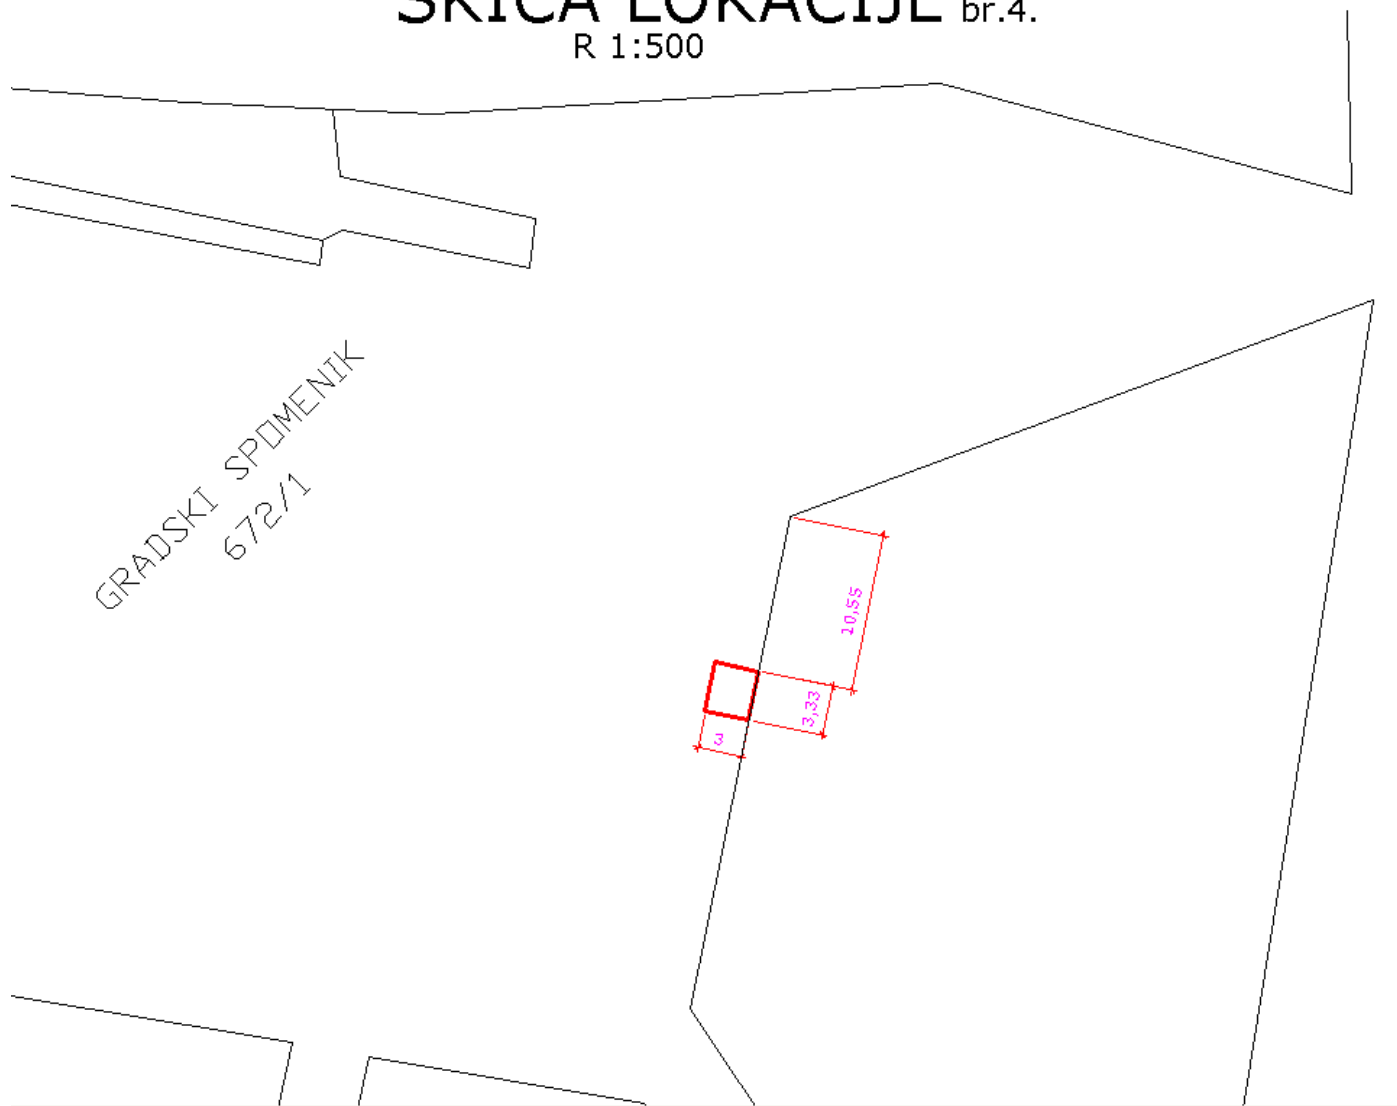 SKICA LOKACIJE br.4.
R 1:500
GRADSKI SPOMENIK
672/1
10,55
3,33
3